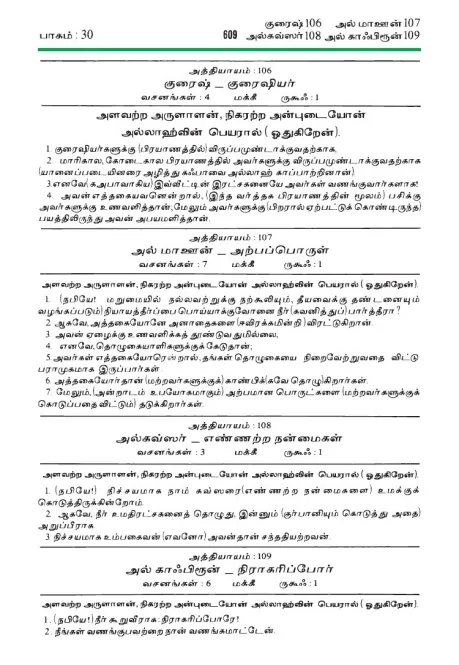 குரைஷ் 106 அல் மாஊன் 107
பாகம் : 30 609 அல்கவ்ஸர் 108 அல் காஃபிரூன் 109
அத்தியாயம் : 106
குரைஷ் _ குரைஷியர்
வசனங்கள் : 4 மக்கீ ருகூஃ : 1
அளவற்ற அருளாளன், நிகரற்ற அன்புடையோன்
அல்லாஹ்வின் பெயரால் ( ஓதுகிறேன்).
1. குரைஷியர்களுக்கு (பிரயாணத்தில்) விருப்பமுண்டாக்குவதற்காக,
2. மாரிகால, கோடைகால பிரயாணத்தில் அவர்களுக்கு விருப்பமுண்டாக்குவதற்காக
(யானைப்படையினரை அழித்து கஃபாவை அல்லாஹ் காப்பாற்றினான்)
3.எனவே(கஅபாவாகிய)இவ்வீட்டின் இரட்சகனையே அவர்கள் வணங்குவார்களாக!
4. அவன் எத்தகையவனென்றால், (இந்த வர்த்தக பிரயாணத்தின் மூலம்) பசிக்கு
அவர்களுக்கு உணவளித்தான்;மேலும் அவர்களுக்கு(பிறரால் ஏற்பட்டுக் கொண்டிருந்த)
பயத்திலிருந்து அவன் அபயமளித்தான்.
அத்தியாயம் : 107
அல் மாஊன் _ அற்பப்பொருள்
வசனங்கள் : 7 மக்கீ ருகூஃ : 1
அளவற்ற அருளாளன், நிகரற்ற அன்புடையோன் அல்லாஹ்வின் பெயரால் ( ஓதுகிறேன்).
1. (நபியே! மறுமையில் நல்லவற்றுக்கு நற்கூலியும், தீயவைக்கு தண்டனையும்
வழங்கப்படும்) நியாயத்தீர்ப்பை பொய்யாக்குவோனை நீர் (கவனித்துப்) பார்த்தீரா ?
2. ஆகவே, அத்தகையோனே அனாதைகளை (ஈவிரக்கமின்றி) விரட்டுகிறான்.
3. அவன் ஏழைக்கு உணவளிக்கத் தூண்டவதுமில்லை,
4. எனவே, தொழுகையாளிகளுக்குக் கேடுதான்;
5. அவர்கள் எத்தகையோரென்றால், தங்கள் தொழுகையை நிறைவேற்றுவதை விட்டு
பராமுகமாக இருப்பார்கள்
6. அத்தகையோர்தான் (மற்றவர்களுக்குக்) காண்பிக்(கவே தொழு)கிறார்கள்.
7. மேலும், (அன்றாடம் உபயோகமாகும்) அற்பமான பொருட்களை (மற்றவர்களுக்குக்
கொடுப்பதை விட்டும்) தடுக்கிறார்கள்.
அத்தியாயம் : 108
அல்கவ்ஸர் _ எண்ணற்ற நன்மைகள்
வசனங்கள் : 3 மக்கீ ருகூஃ : 1
அளவற்ற அருளாளன், நிகரற்ற அன்புடையோன் அல்லாஹ்வின் பெயரால் ( ஓதுகிறேன்).
1. (நபியே!) நிச்சயமாக நாம் கவ்ஸரை(எண்ணற்ற நன்மைகளை) உமக்குக்
கொடுத்திருக்கின்றோம்.
2. ஆகவே, நீர் உமதிரட்சகனைத் தொழுது, இன்னும் (குர்பானியும் கொடுத்து அதை)
அறுப்பீராக.
3. நிச்சயமாக உம்பகைவன் (எவனோ) அவன்தான் சந்ததியற்றவன்.
அத்தியாயம் : 109
அல் காஃபிரூன் _ நிராகரிப்போர்
வசனங்கள் : 6 மக்கீ ருகூஃ : 1
அளவற்ற அருளாளன், நிகரற்ற அன்புடையோன் அல்லாஹ்வின் பெயரால் ( ஓதுகிறேன்).
1. (நபியே!) நீர் கூறுவீராக: நிராகரிப்போரே!
2. நீங்கள் வணங்குபவற்றை நான் வணங்கமாட்டேன்.